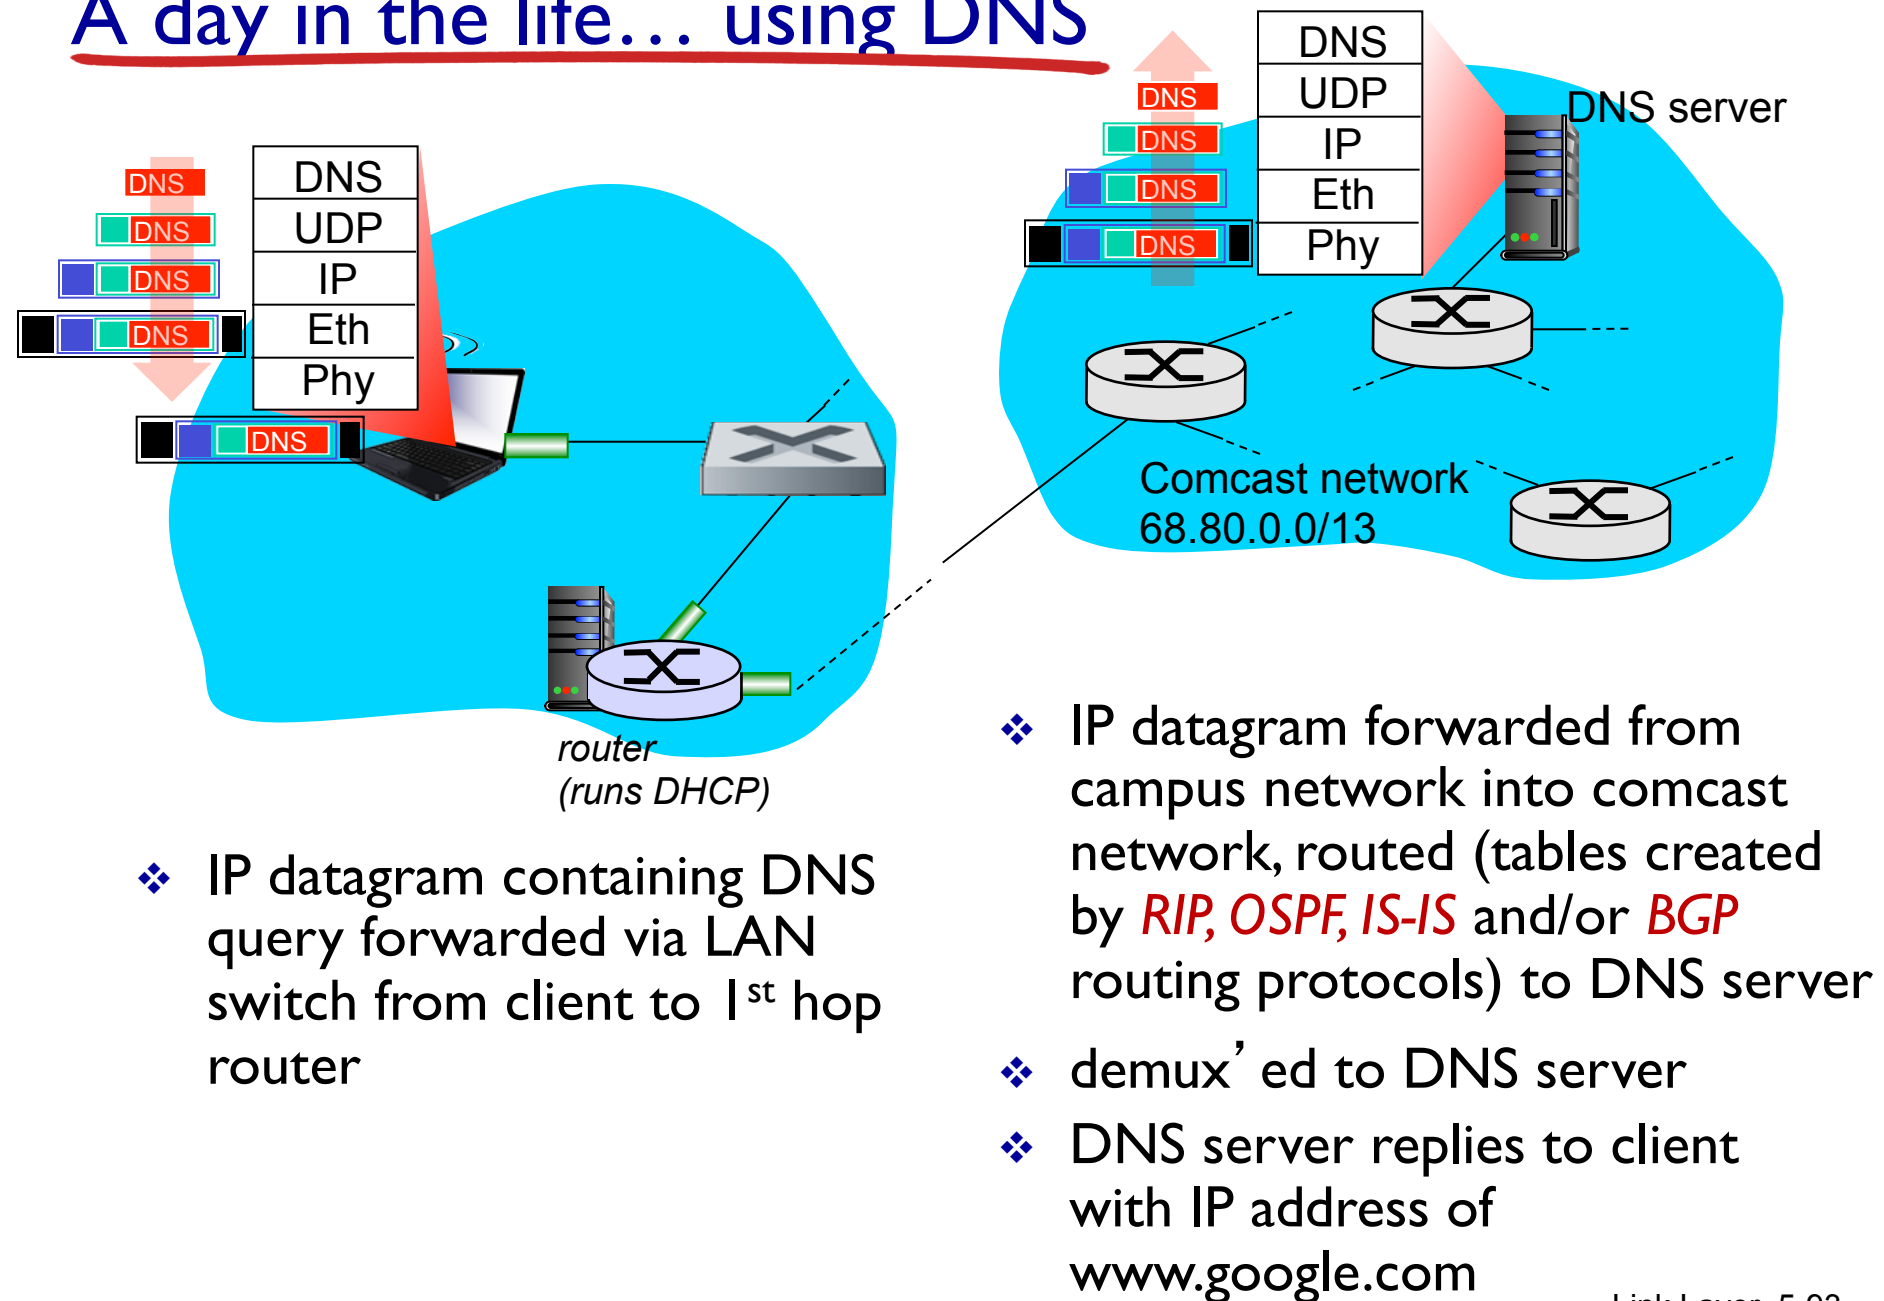 A day in the life… using DNS
DNS
UDP
IP
Eth
Phy
DNS
DNS
DNS
DNS
DNS server
DNS
DNS
DNS
DNS
DNS
UDP
IP
Eth
Phy
DNS
Comcast network
68.80.0.0/13
router
(runs DHCP)
❖ IP datagram containing DNS
query forwarded via LAN
switch from client to 1st hop
router
❖ IP datagram forwarded from
campus network into comcast
network, routed (tables created
by RIP, OSPF, IS-IS and/or BGP
routing protocols) to DNS server
❖ demux’ed to DNS server
❖ DNS server replies to client
with IP address of
www.google.com